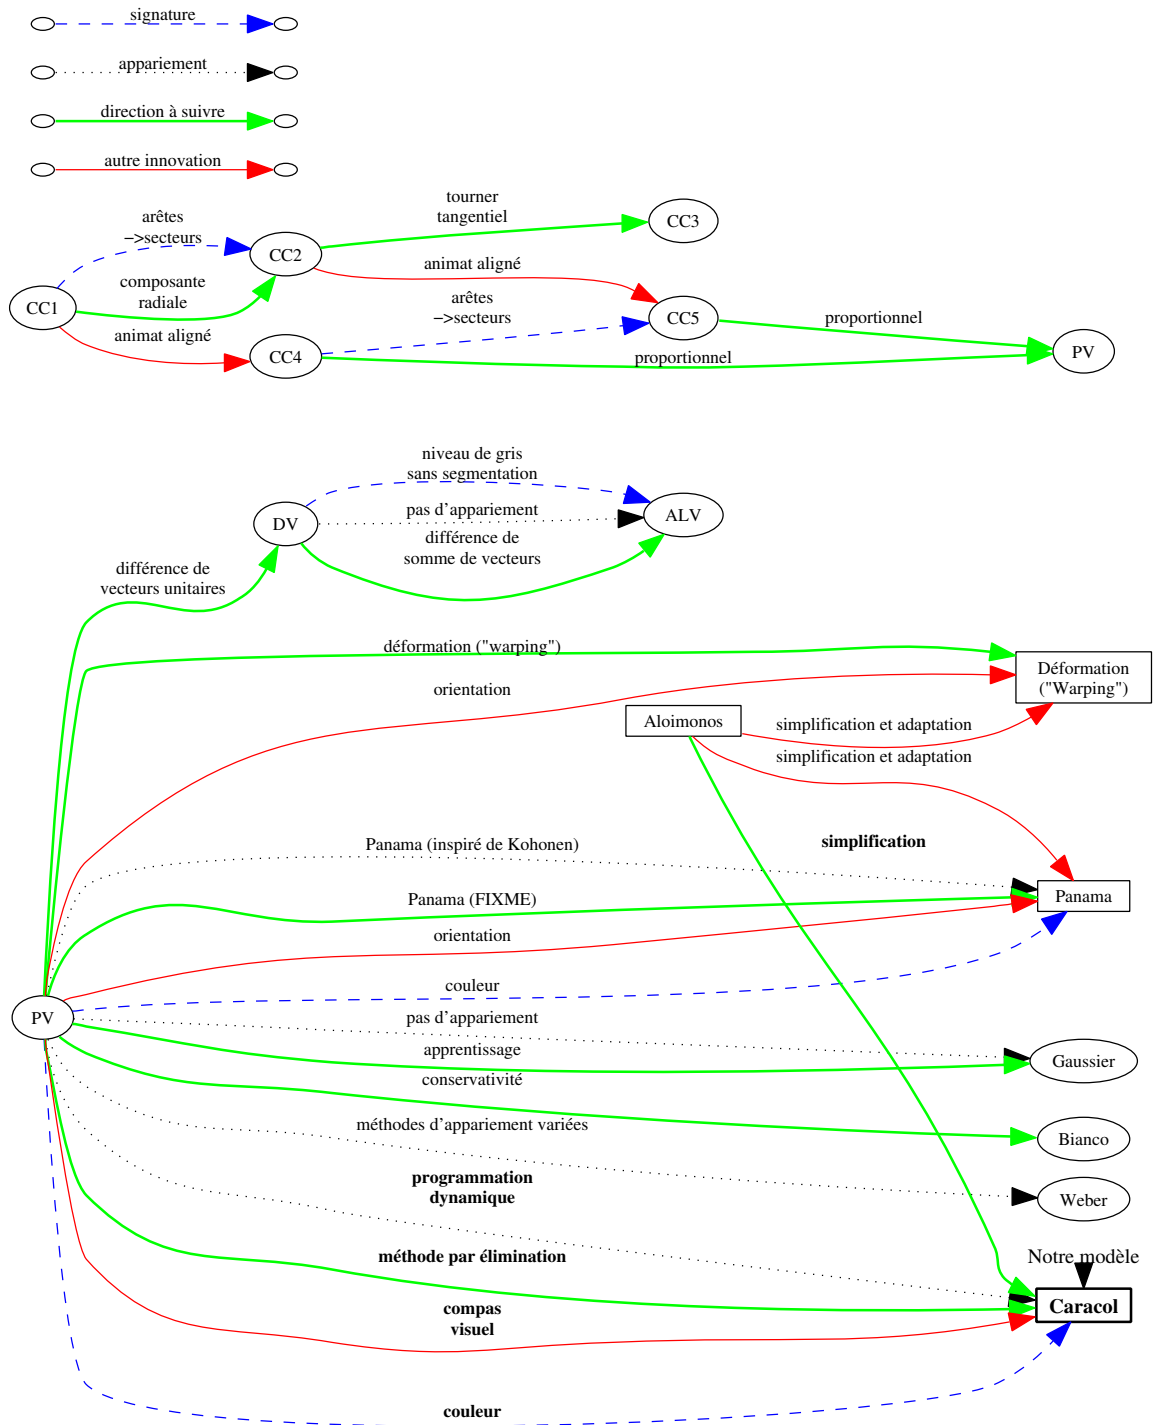 signature
appariement
direction à suivre
autre innovation
tourner
tangentiel
CC3
arêtes
−>secteurs
CC2
animat aligné
composante
radiale
CC1
arêtes
−>secteurs
CC5
proportionnel
animat aligné
CC4
proportionnel
PV
niveau de gris
sans segmentation
DV
pas d’appariement
ALV
différence de
somme de vecteurs
différence de
vecteurs unitaires
déformation ("warping")
Déformation
("Warping")
orientation
Aloimonos
simplification et adaptation
simplification et adaptation
simplification
Panama (inspiré de Kohonen)
Panama (FIXME)
Panama
orientation
couleur
PV
pas d’appariement
apprentissage
Gaussier
conservativité
méthodes d’appariement variées
Bianco
programmation
dynamique
Weber
méthode par élimination
Notre modèle
Caracol
compas
visuel
couleur